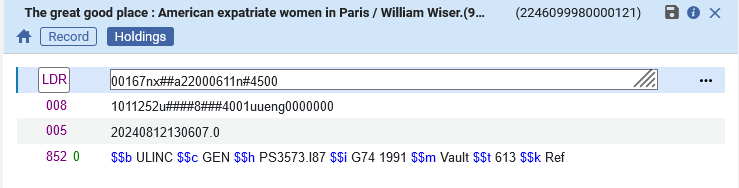 The great good place : American expatriate women in Paris / William Wiser.(9... (2246099980000121)
Record Holdings
LDR 00167nx##a22000611n#4500 ...
008 1011252u####8###4001uueng0000000
005 20240812130607.0
852 0 $$b ULINC $$c GEN $$h PS3573.I87 $$i G74 1991 $$m Vault $$t 613 $$k Ref